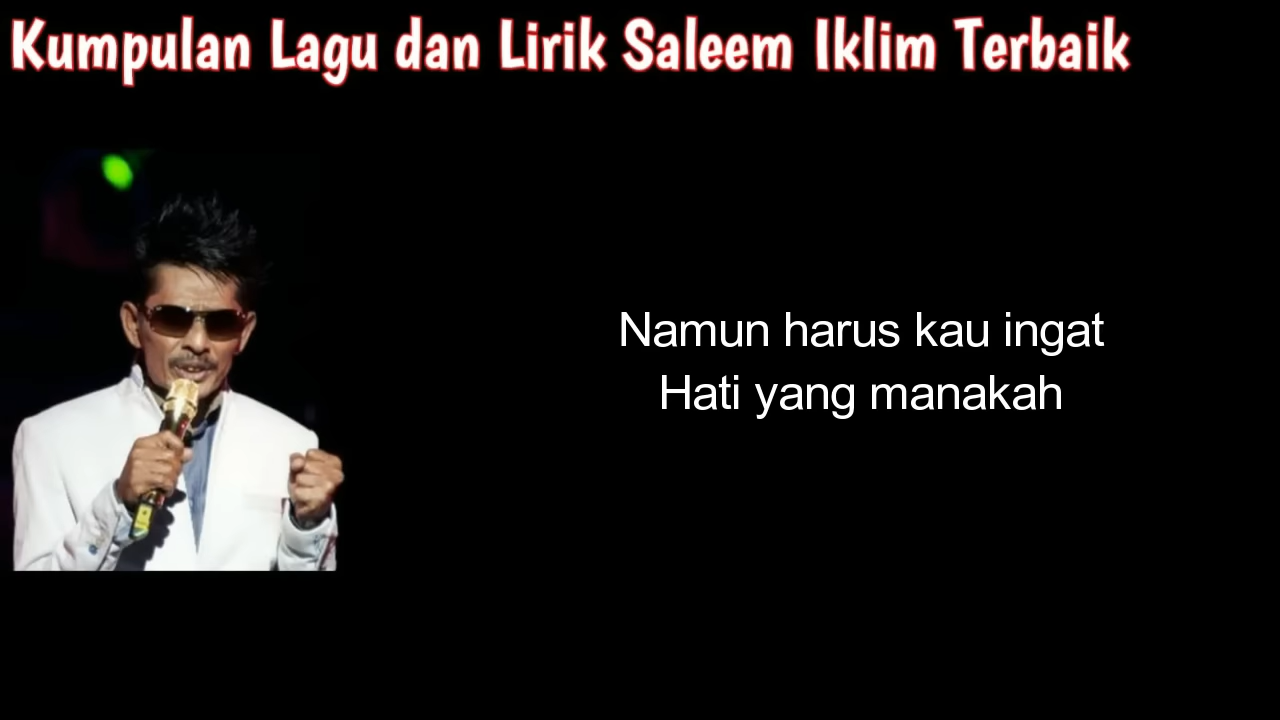 Kumpulan Lagu dan Lirik Saleem Iklim Terbaik
Namun harus kau ingat
Hati yang manakah